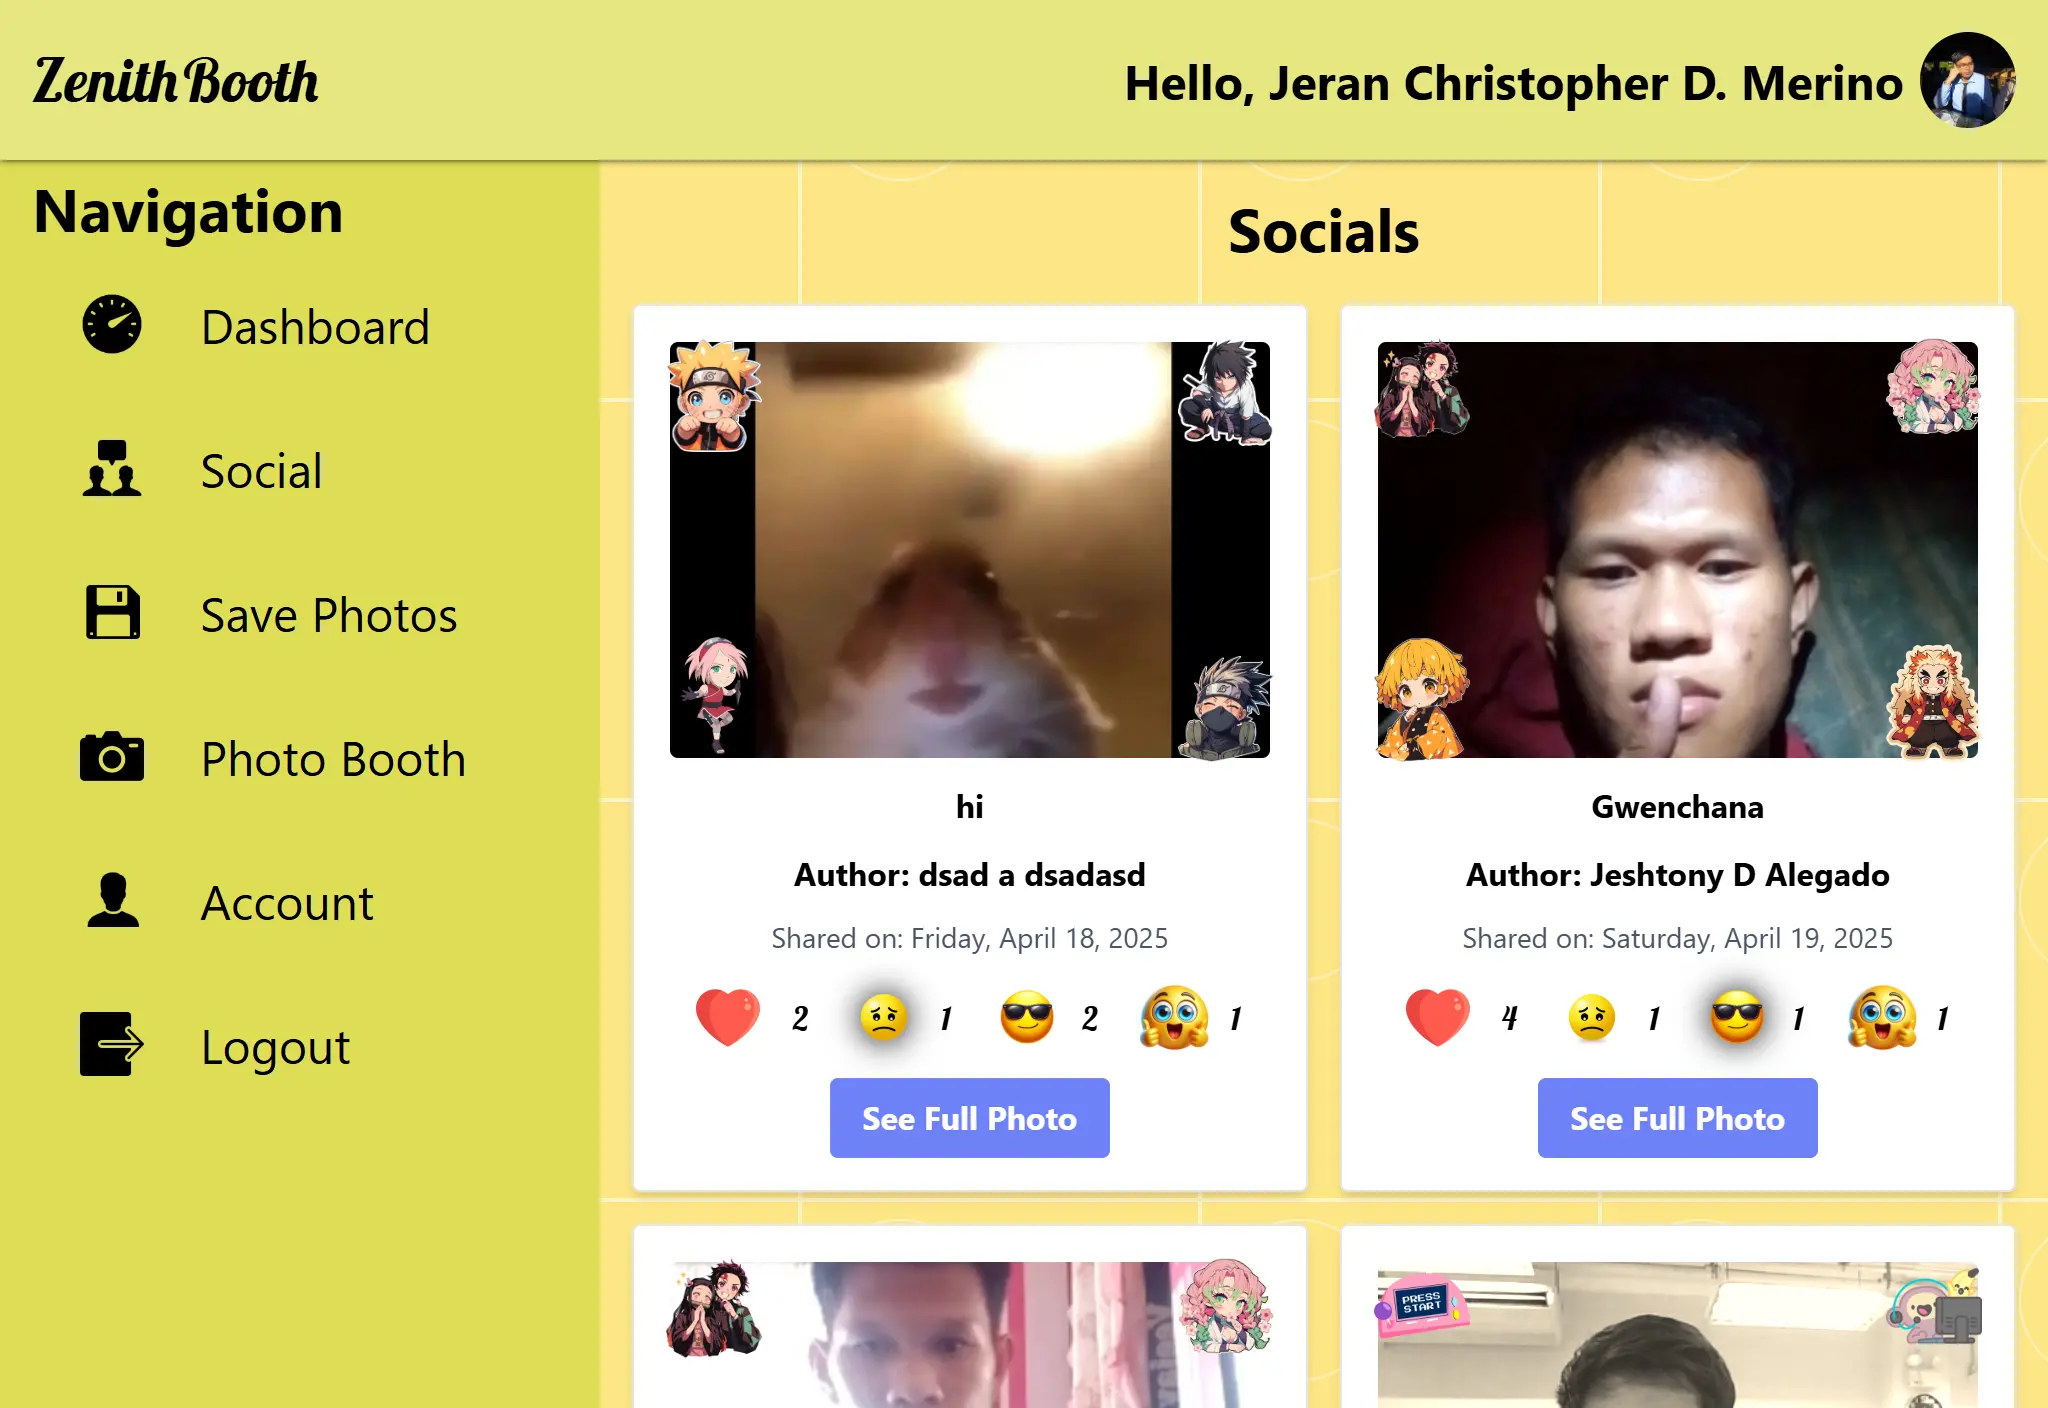 Zenith Booth
Hello, Jeran Christopher D. Merino
Navigation
Dashboard
Social
Save Photos
Photo Booth
Account
Logout
Socials
hi
Author: dsad a dsadasd
Shared on: Friday, April 18, 2025
2 1 2 1
See Full Photo
Gwenchana
Author: Jeshtony D Alegado
Shared on: Saturday, April 19, 2025
4 1 1 1
See Full Photo
PRESS
START